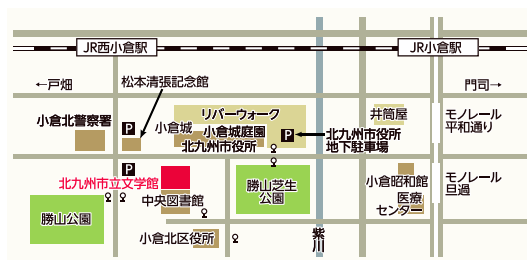 JR西小倉駅
JR小倉駅
←戸畑
松本清張記念館
門司→
小倉北警察署
P
小倉城
リバーウォーク
小倉城庭園
北九州市役所
P
北九州市役所
地下駐車場
井筒屋
モノレール
平和通り
P
北九州市立文学館
中央図書館
勝山芝生
公園
小倉昭和館
医療
センター
モノレール
旦過
勝山公園
小倉北区役所
紫
川